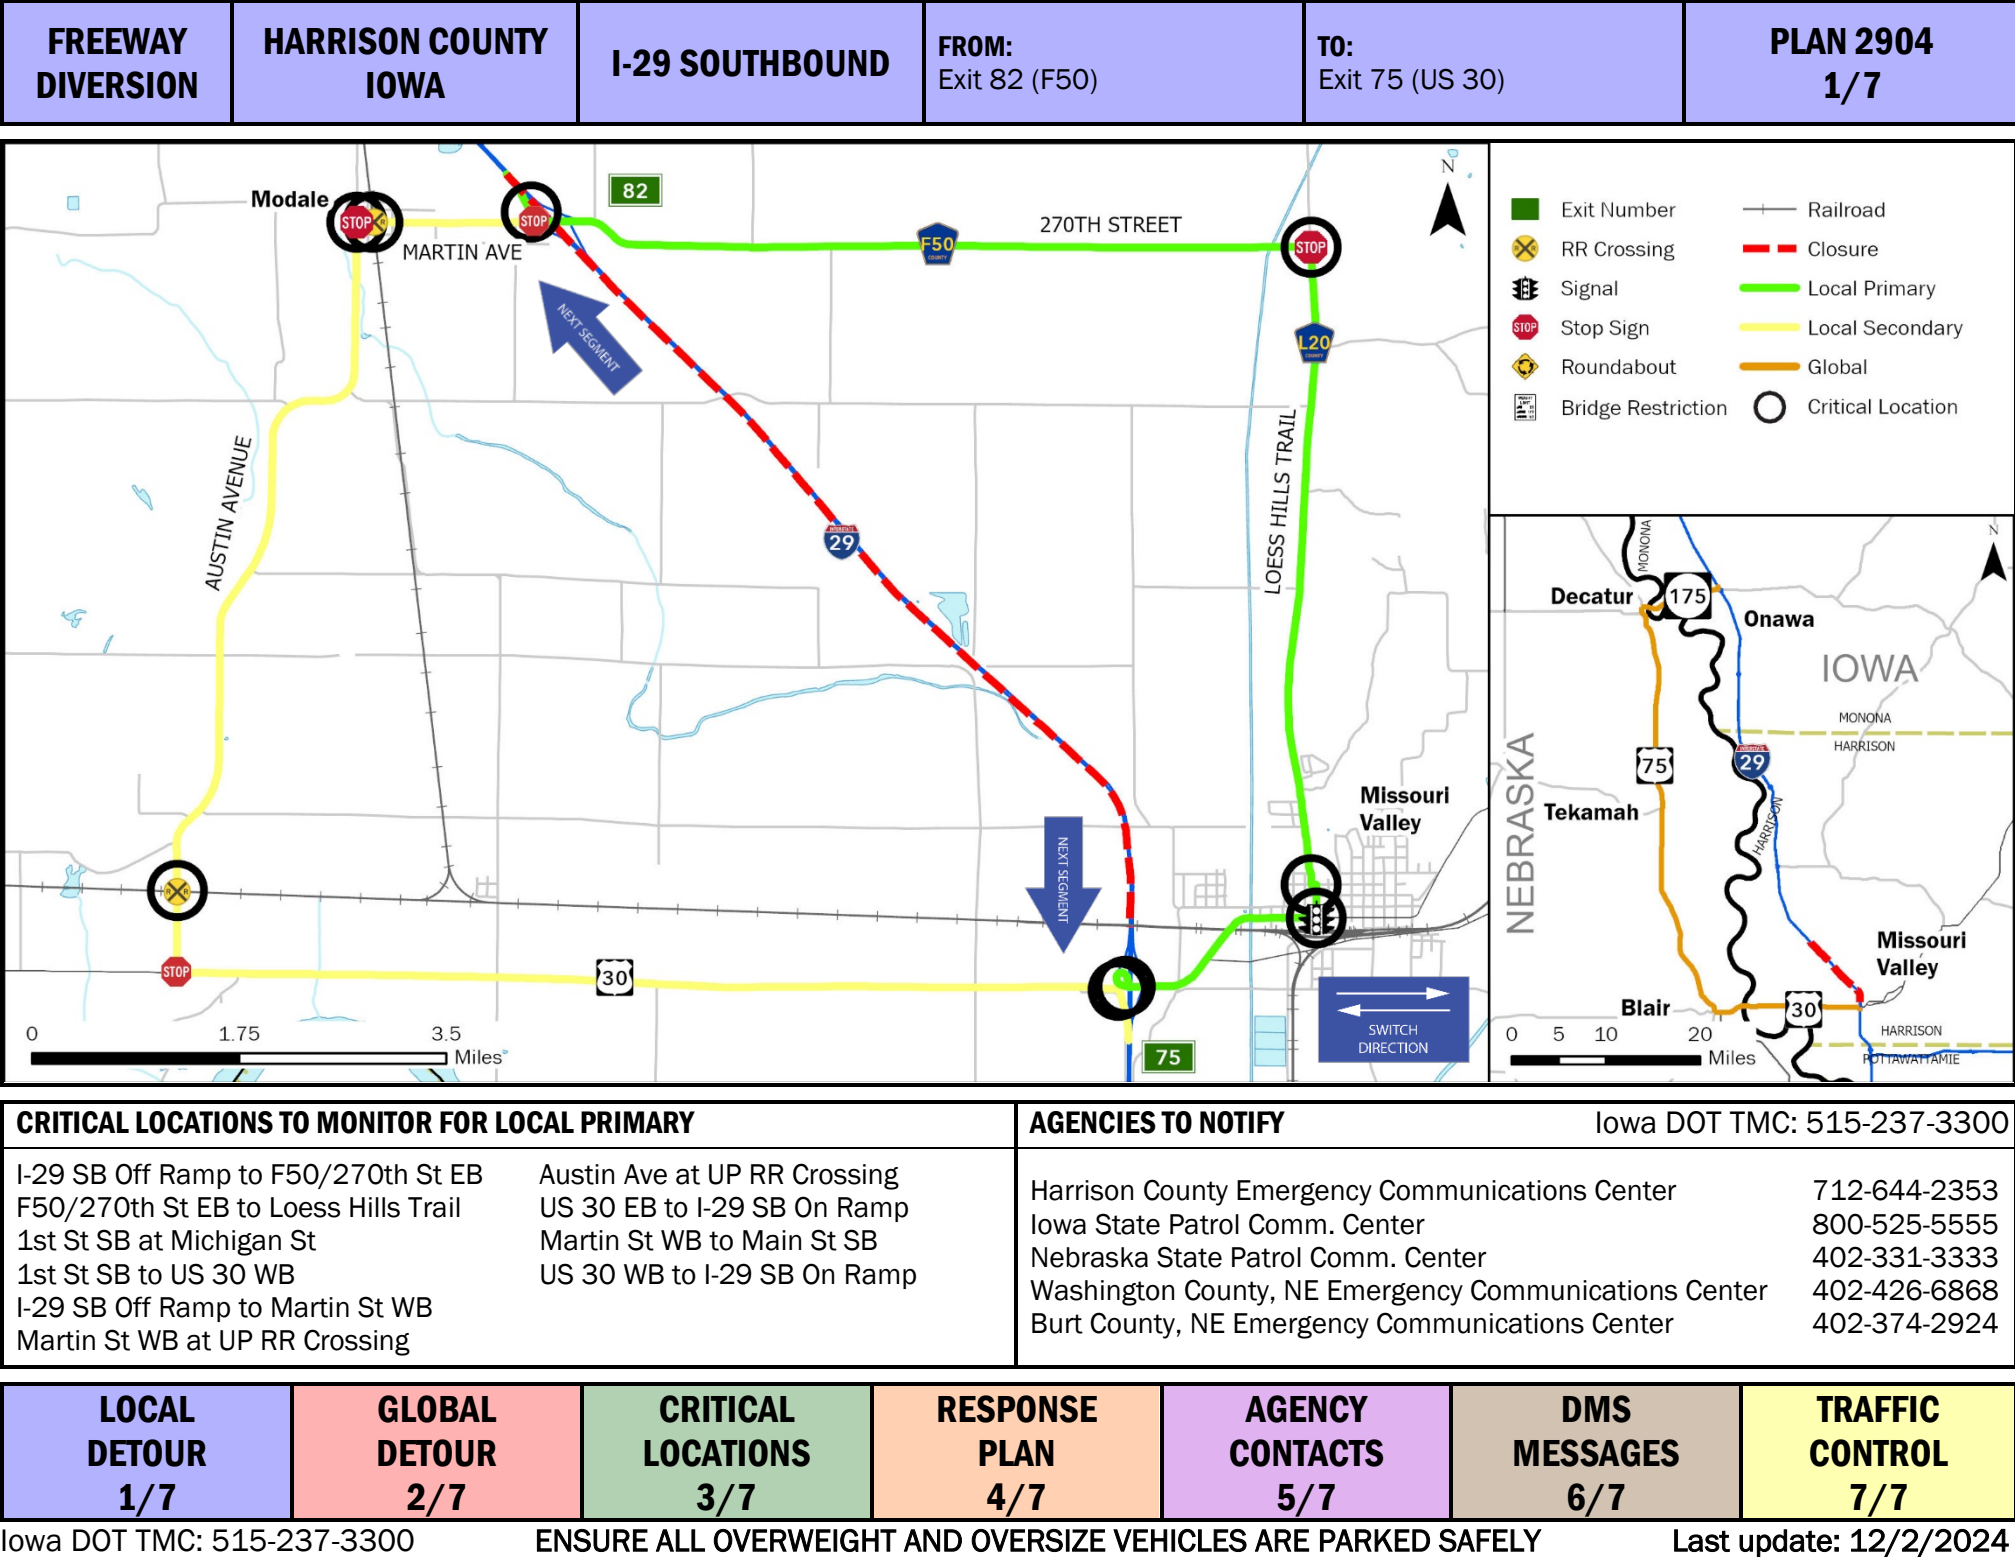 FREEWAY
DIVERSION
HARRISON COUNTY
IOWA
I-29 SOUTHBOUND
FROM:
Exit 82 (F50)
TO:
Exit 75 (US 30)
PLAN 2904
1/7
Modale
STOP
STOP
82
MARTIN AVE
F50
COUNTY
270TH STREET
STOP
N
NEXT SEGMENT
L20
COUNTY
AUSTIN AVENUE
LOESS HILLS TRAIL
INTERSTATE
29
Missouri
Valley
NEXT SEGMENT
R R
STOP
30
75
SWITCH
DIRECTION
0 1.75 3.5
Miles
Exit Number
RR Crossing
Signal
STOP
Stop Sign
Roundabout
Bridge Restriction
Railroad
Closure
Local Primary
Local Secondary
Global
Critical Location
N
MONONA
Decatur
175
Onawa
IOWA
MONONA
HARRISON
NEBRASKA
75
INTERSTATE
29
Tekamah
HARRISON
Missouri
Valley
Blair
30
HARRISON
POTTAWATTAMIE
0 5 10 20
Miles
CRITICAL LOCATIONS TO MONITOR FOR LOCAL PRIMARY
I-29 SB Off Ramp to F50/270th St EB
F50/270th St EB to Loess Hills Trail
1st St SB at Michigan St
1st St SB to US 30 WB
I-29 SB Off Ramp to Martin St WB
Martin St WB at UP RR Crossing
Austin Ave at UP RR Crossing
US 30 EB to I-29 SB On Ramp
Martin St WB to Main St SB
US 30 WB to I-29 SB On Ramp
AGENCIES TO NOTIFY Iowa DOT TMC: 515-237-3300
Harrison County Emergency Communications Center 712-644-2353
Iowa State Patrol Comm. Center 800-525-5555
Nebraska State Patrol Comm. Center 402-331-3333
Washington County, NE Emergency Communications Center 402-426-6868
Burt County, NE Emergency Communications Center 402-374-2924
LOCAL
DETOUR
1/7
GLOBAL
DETOUR
2/7
CRITICAL
LOCATIONS
3/7
RESPONSE
PLAN
4/7
AGENCY
CONTACTS
5/7
DMS
MESSAGES
6/7
TRAFFIC
CONTROL
7/7
Iowa DOT TMC: 515-237-3300 ENSURE ALL OVERWEIGHT AND OVERSIZE VEHICLES ARE PARKED SAFELY Last update: 12/2/2024